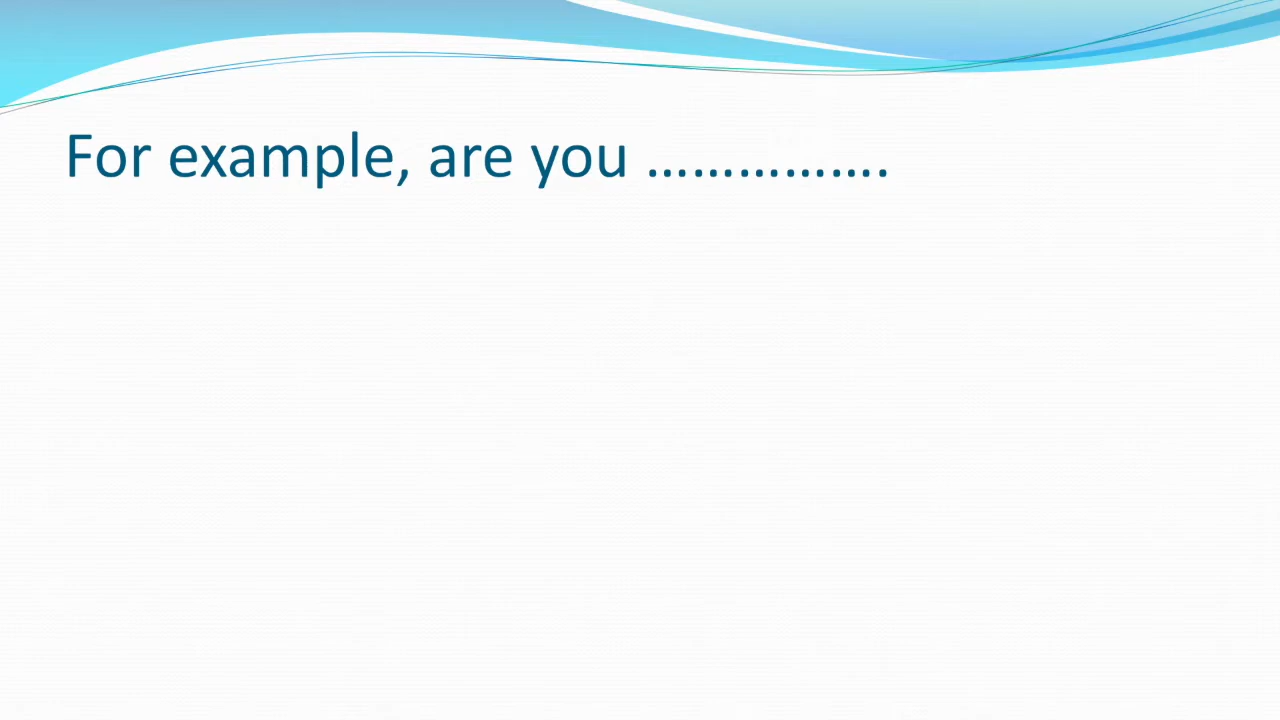 For example, are you …………….